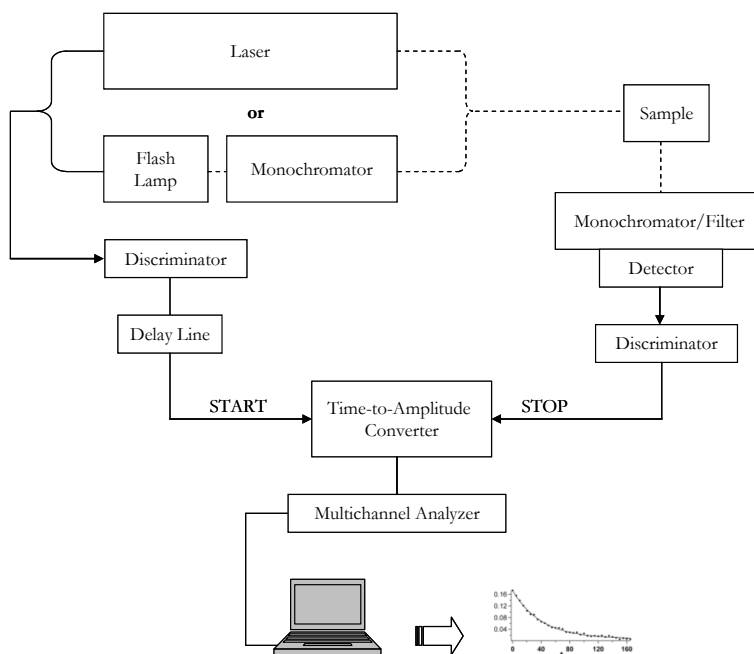 Laser
or
Flash
Lamp
Monochromator
Sample
Monochromator/Filter
Detector
Discriminator
Discriminator
Delay Line
START
Time-to-Amplitude
Converter
STOP
Multichannel Analyzer
0.16
0.12
0.08
0.04
0 40 80 120 160